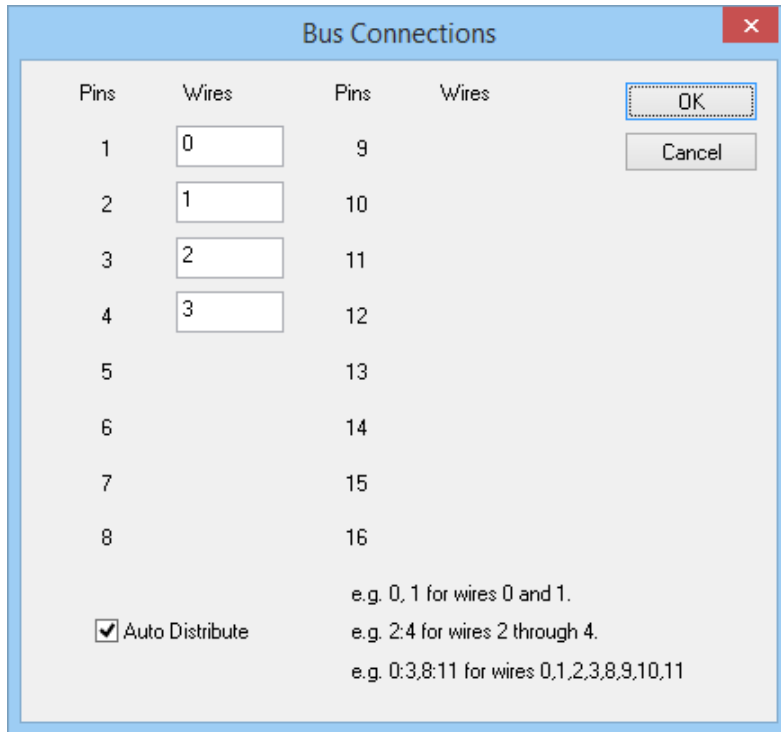 Bus Connections
Pins Wires Pins Wires
OK
1 0 9
Cancel
2 1 10
3 2 11
4 3 12
5 13
6 14
7 15
8 16
e.g. 0, 1 for wires 0 and 1.
Auto Distribute e.g. 2:4 for wires 2 through 4.
e.g. 0:3,8:11 for wires 0,1,2,3,8,9,10,11